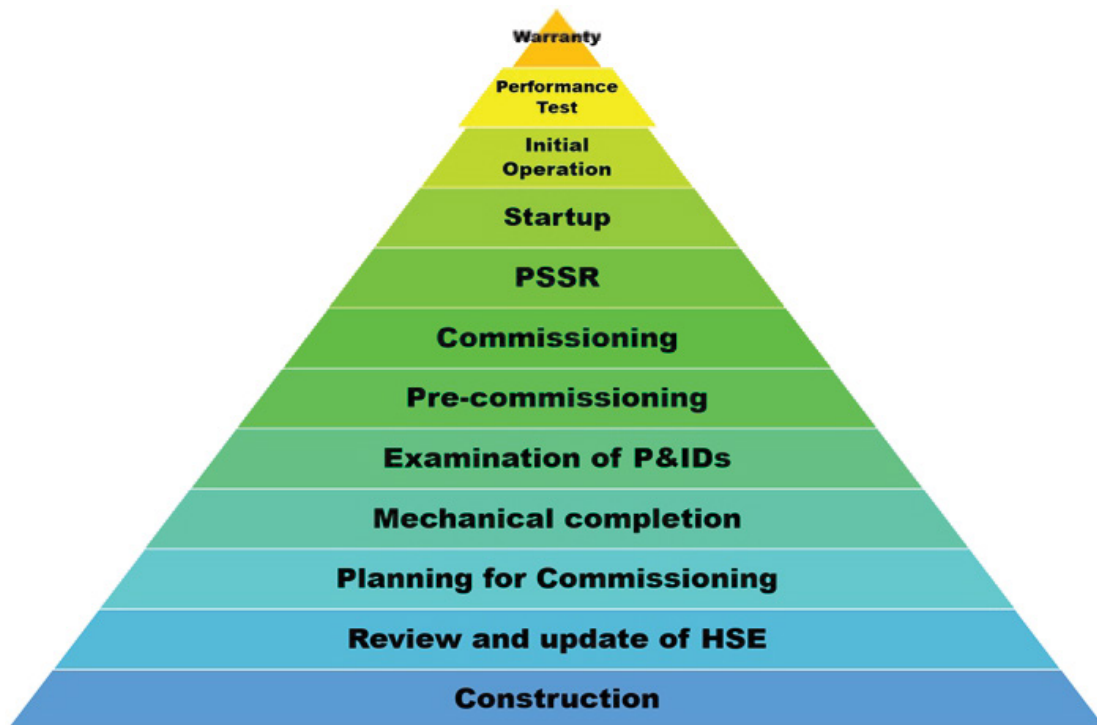 Warranty
Performance
Test
Initial
Operation
Startup
PSSR
Commissioning
Pre-commissioning
Examination of P&IDs
Mechanical completion
Planning for Commissioning
Review and update of HSE
Construction